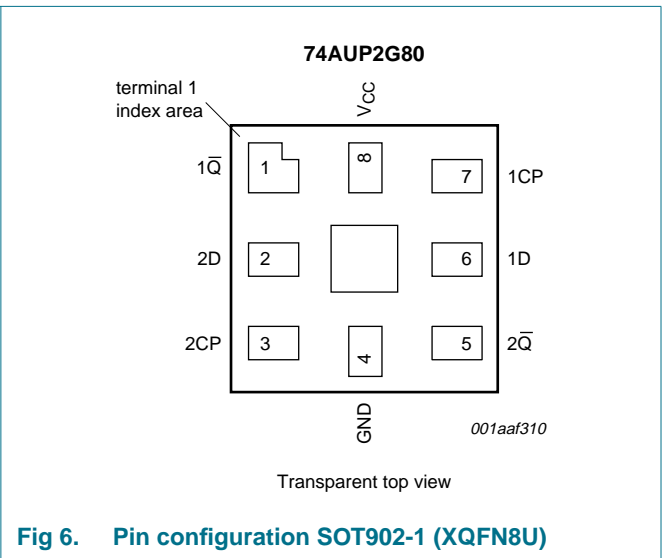 74AUP2G80
terminal 1
index area
VCC
1Q̅ 1 8 7 1CP
2D 2 6 1D
2CP 3 4 5 2Q̅
GND
001aaf310
Transparent top view
Fig 6. Pin configuration SOT902-1 (XQFN8U)